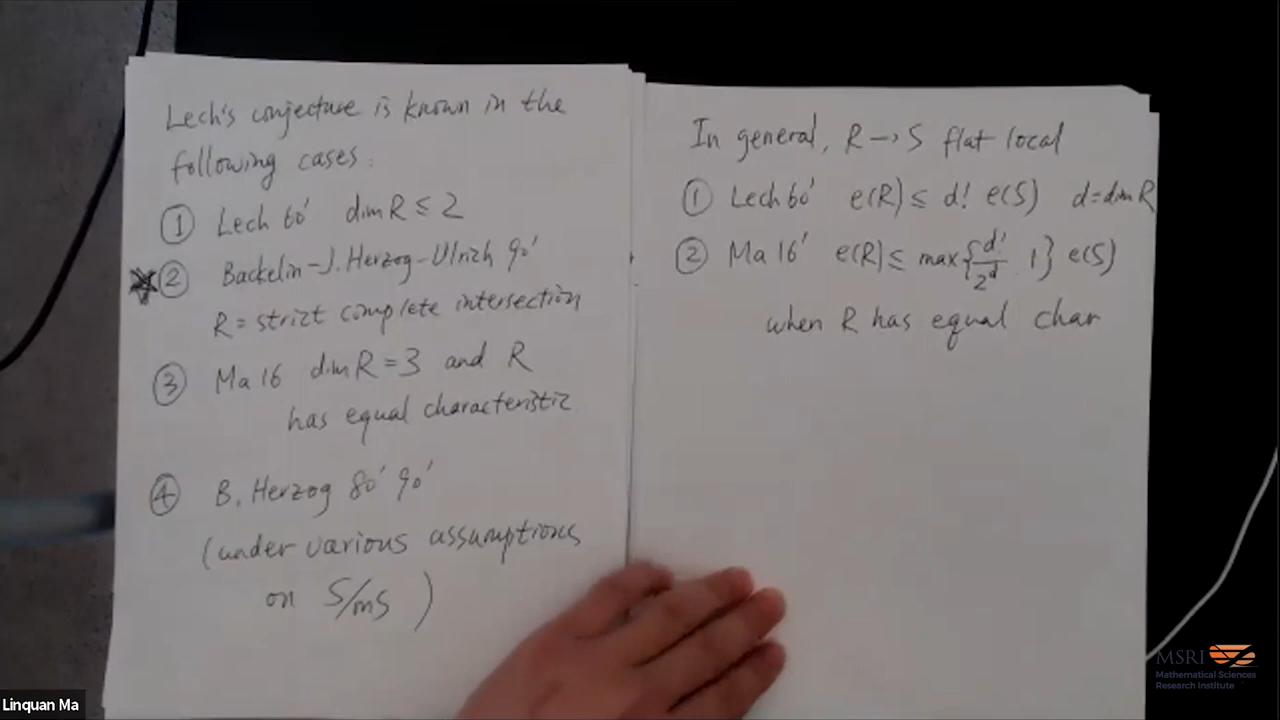 Lech's conjecture is known in the
following cases:
① Lech 60' dim R ≤ 2
② Backelin-J.Herzog-Ulrich 90'
R = strict complete intersection
③ Ma 16 dim R = 3 and R
has equal characteristic
④ B. Herzog 80' 90'
(under various assumptions
on S/mS )
In general, R → S flat local
① Lech 60' e(R) ≤ d! e(S) d=dim R
② Ma 16' e(R) ≤ max{d!/2^d, 1} e(S)
when R has equal char
MSRI
Mathematical Sciences
Research Institute
Linquan Ma